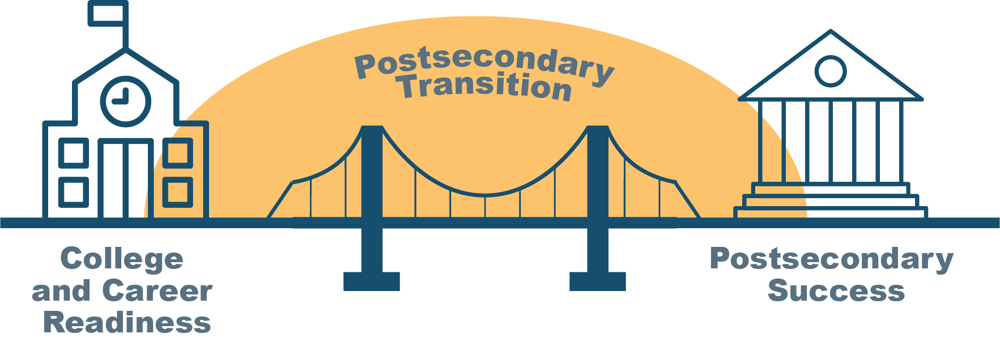 Postsecondary
Transition
College
and Career
Readiness
Postsecondary
Success